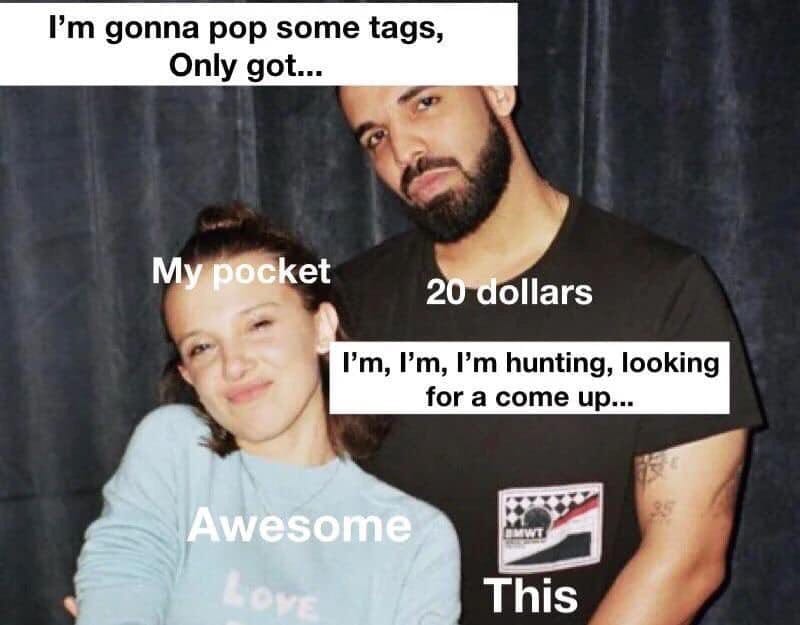 I'm gonna pop some tags,
Only got...
My pocket
20 dollars
I'm, I'm, I'm hunting, looking
for a come up...
Awesome
BMWT
LOVE
This